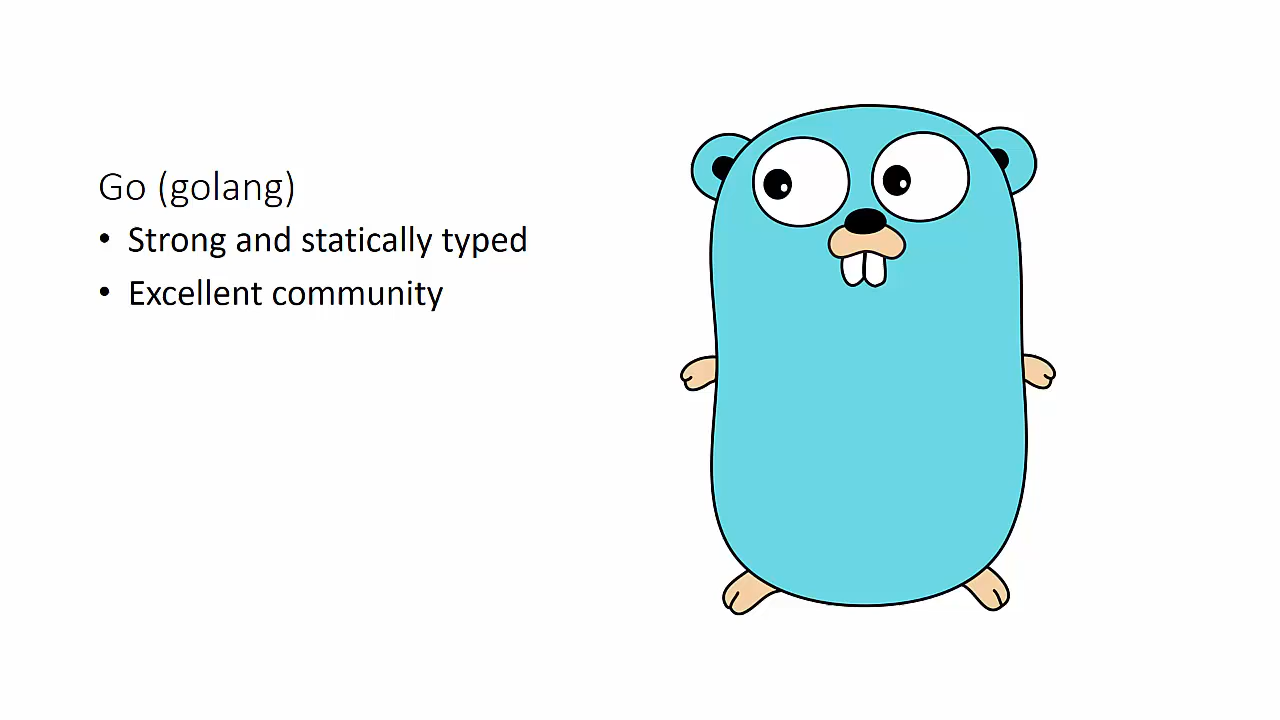 Go (golang)
• Strong and statically typed
• Excellent community